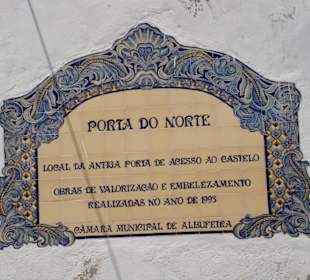 PORTA DO NORTE
LOCAL DA ANTIGA PORTA DE ACESSO AO CASTELO
OBRAS DE VALORIZAÇÃO E EMBELEZAMENTO
REALIZADAS NO ANO DE 1993
CÂMARA MUNICIPAL DE ALBUFEIRA